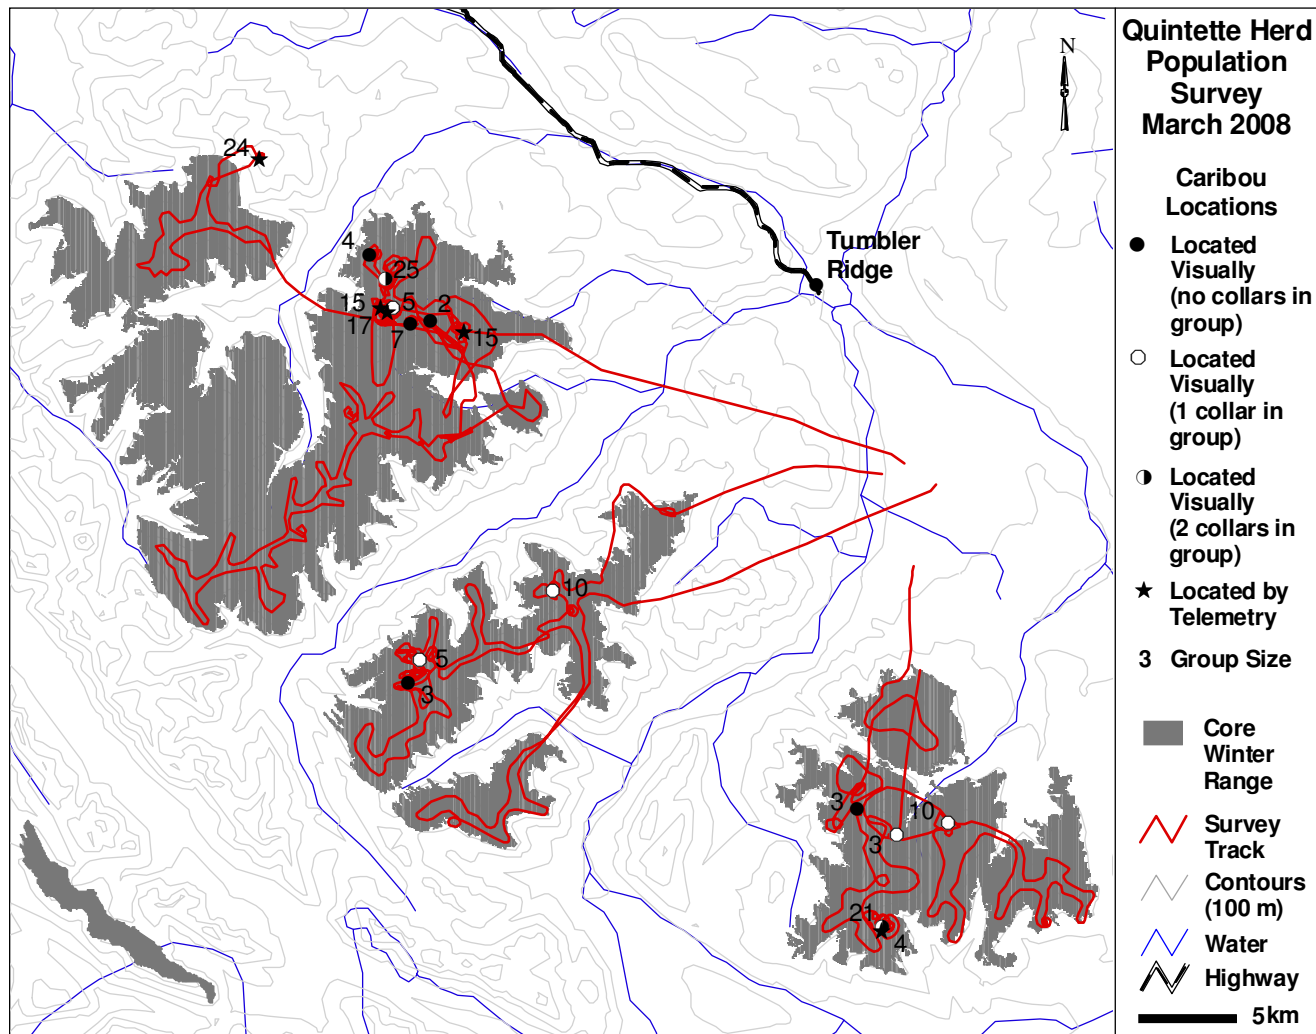 Quintette Herd
Population
Survey
March 2008
N
Caribou
Locations
Located
Visually
(no collars in
group)
Located
Visually
(1 collar in
group)
Located
Visually
(2 collars in
group)
Located by
Telemetry
3 Group Size
Core
Winter
Range
Survey
Track
Contours
(100 m)
Water
Highway
5 km
Tumbler
Ridge
24
4
25
15
5
2
17
7
15
10
5
3
3
10
3
21
4